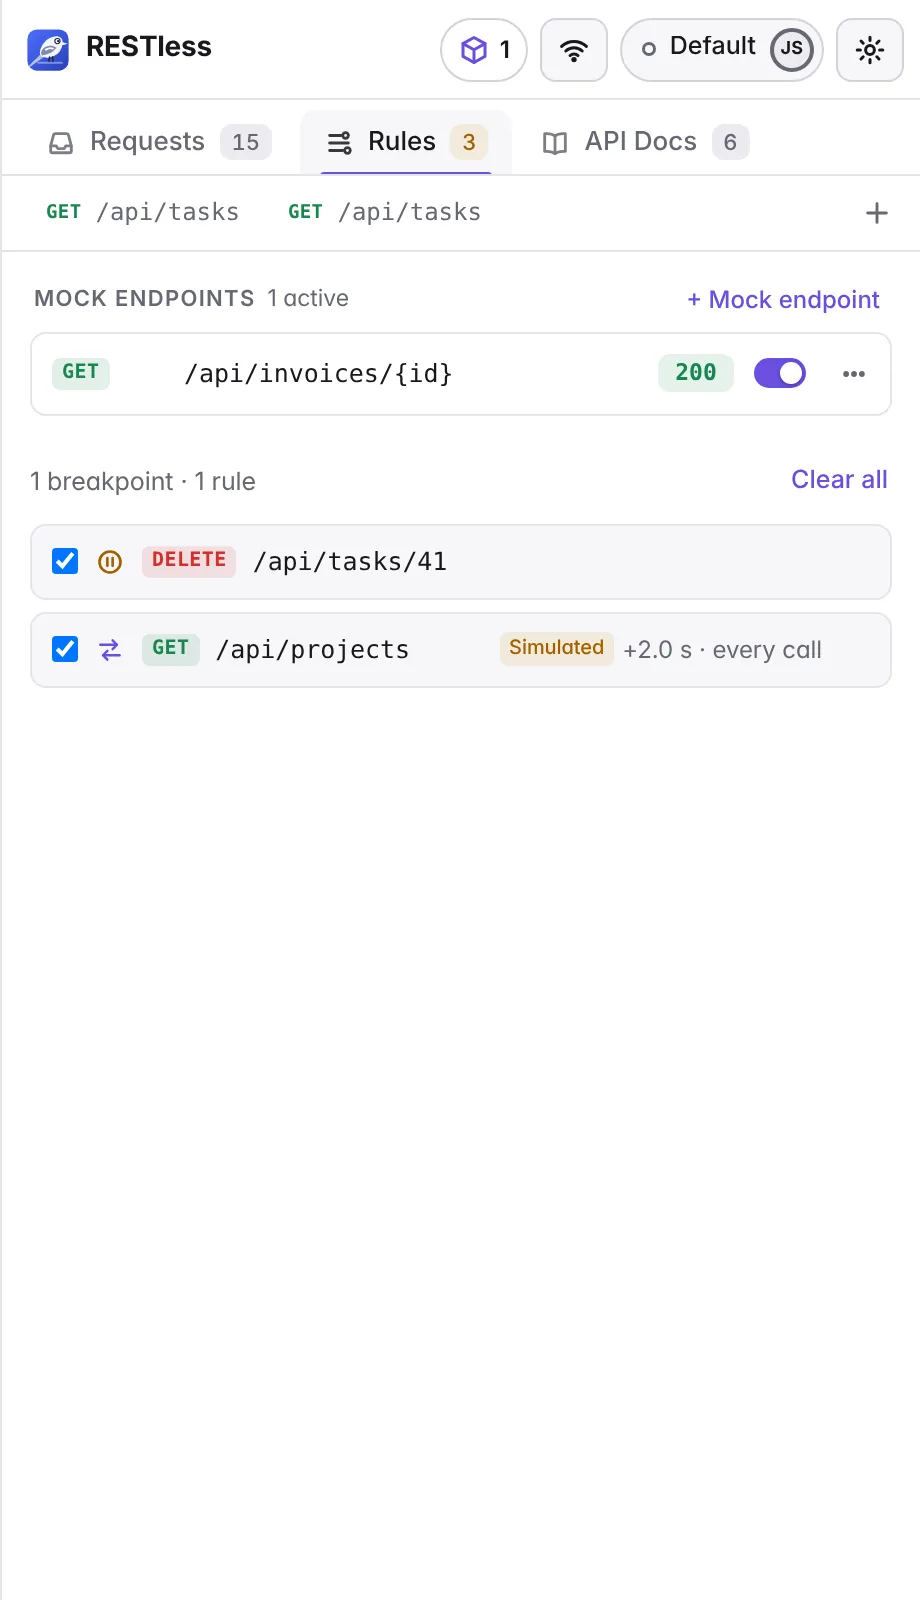 RESTless
1
Default
JS
Requests 15
Rules 3
API Docs 6
GET /api/tasks
GET /api/tasks
+
MOCK ENDPOINTS 1 active
+ Mock endpoint
GET /api/invoices/{id} 200
1 breakpoint · 1 rule
Clear all
DELETE /api/tasks/41
GET /api/projects Simulated +2.0 s · every call